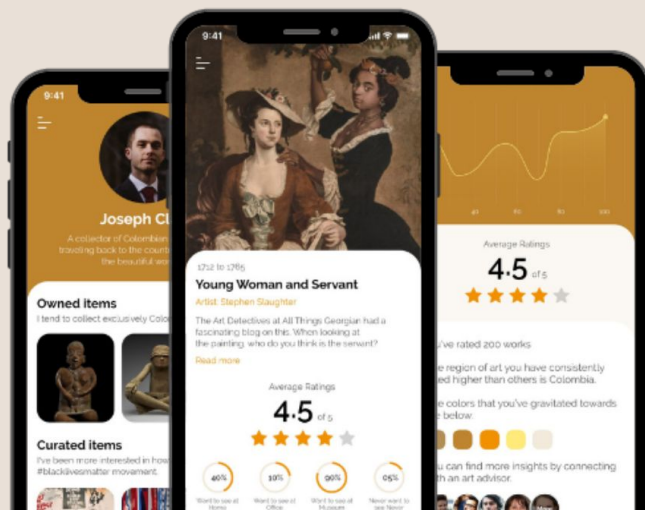 9:41
Joseph Cl
A collector of Colombian
traveling back to the count
the beautiful wor
Owned items
I tend to collect exclusively Colo
Curated items
I've been more interested in how
#blacklivesmatter movement.
9:41
1712 to 1765
Young Woman and Servant
Artist: Stephen Slaughter
The Art Detectives at All Things Georgian had a
fascinating blog on this. When looking at
the painting, who do you think is the servant?
Read more
Average Ratings
4.5 of 5
40%
10%
90%
05%
Want to see at
Home
Want to see at
Office
Want to see at
Museum
Never want to
see Never
40 60 80 100
Average Ratings
4.5 of 5
u've rated 200 works
e region of art you have consistently
ed higher than others is Colombia.
e colors that you've gravitated towards
e below.
u can find more insights by connecting
th an art advisor.